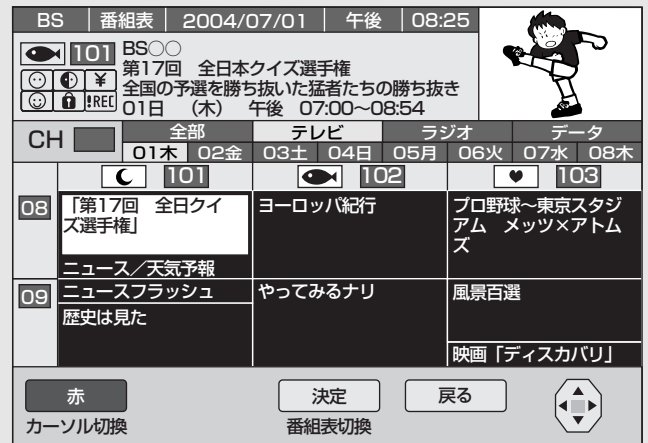 BS 番組表 2004/07/01 午後 08:25
101 BS○○
第17回 全日本クイズ選手権
全国の予選を勝ち抜いた猛者たちの勝ち抜き
¥
!REC
01日 (木) 午後 07:00〜08:54
CH 全部 テレビ ラジオ データ
01木 02金 03土 04日 05月 06火 07水 08木
101 102 103
08
「第17回 全日クイ
ズ選手権」
ニュース/天気予報
ヨーロッパ紀行
プロ野球〜東京スタジ
アム メッツ×アトム
ズ
09
ニュースフラッシュ
歴史は見た
やってみるナリ
風景百選
映画「ディスカバリ」
赤 決定 戻る
カーソル切換 番組表切換